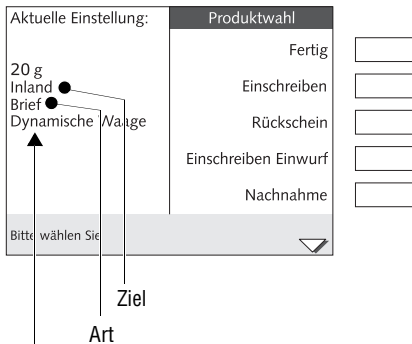 Aktuelle Einstellung:
20 g
Inland
Brief
Dynamische Waage
Bitte wählen Sie
Produktwahl
Fertig
Einschreiben
Rückschein
Einschreiben Einwurf
Nachnahme
Ziel
Art